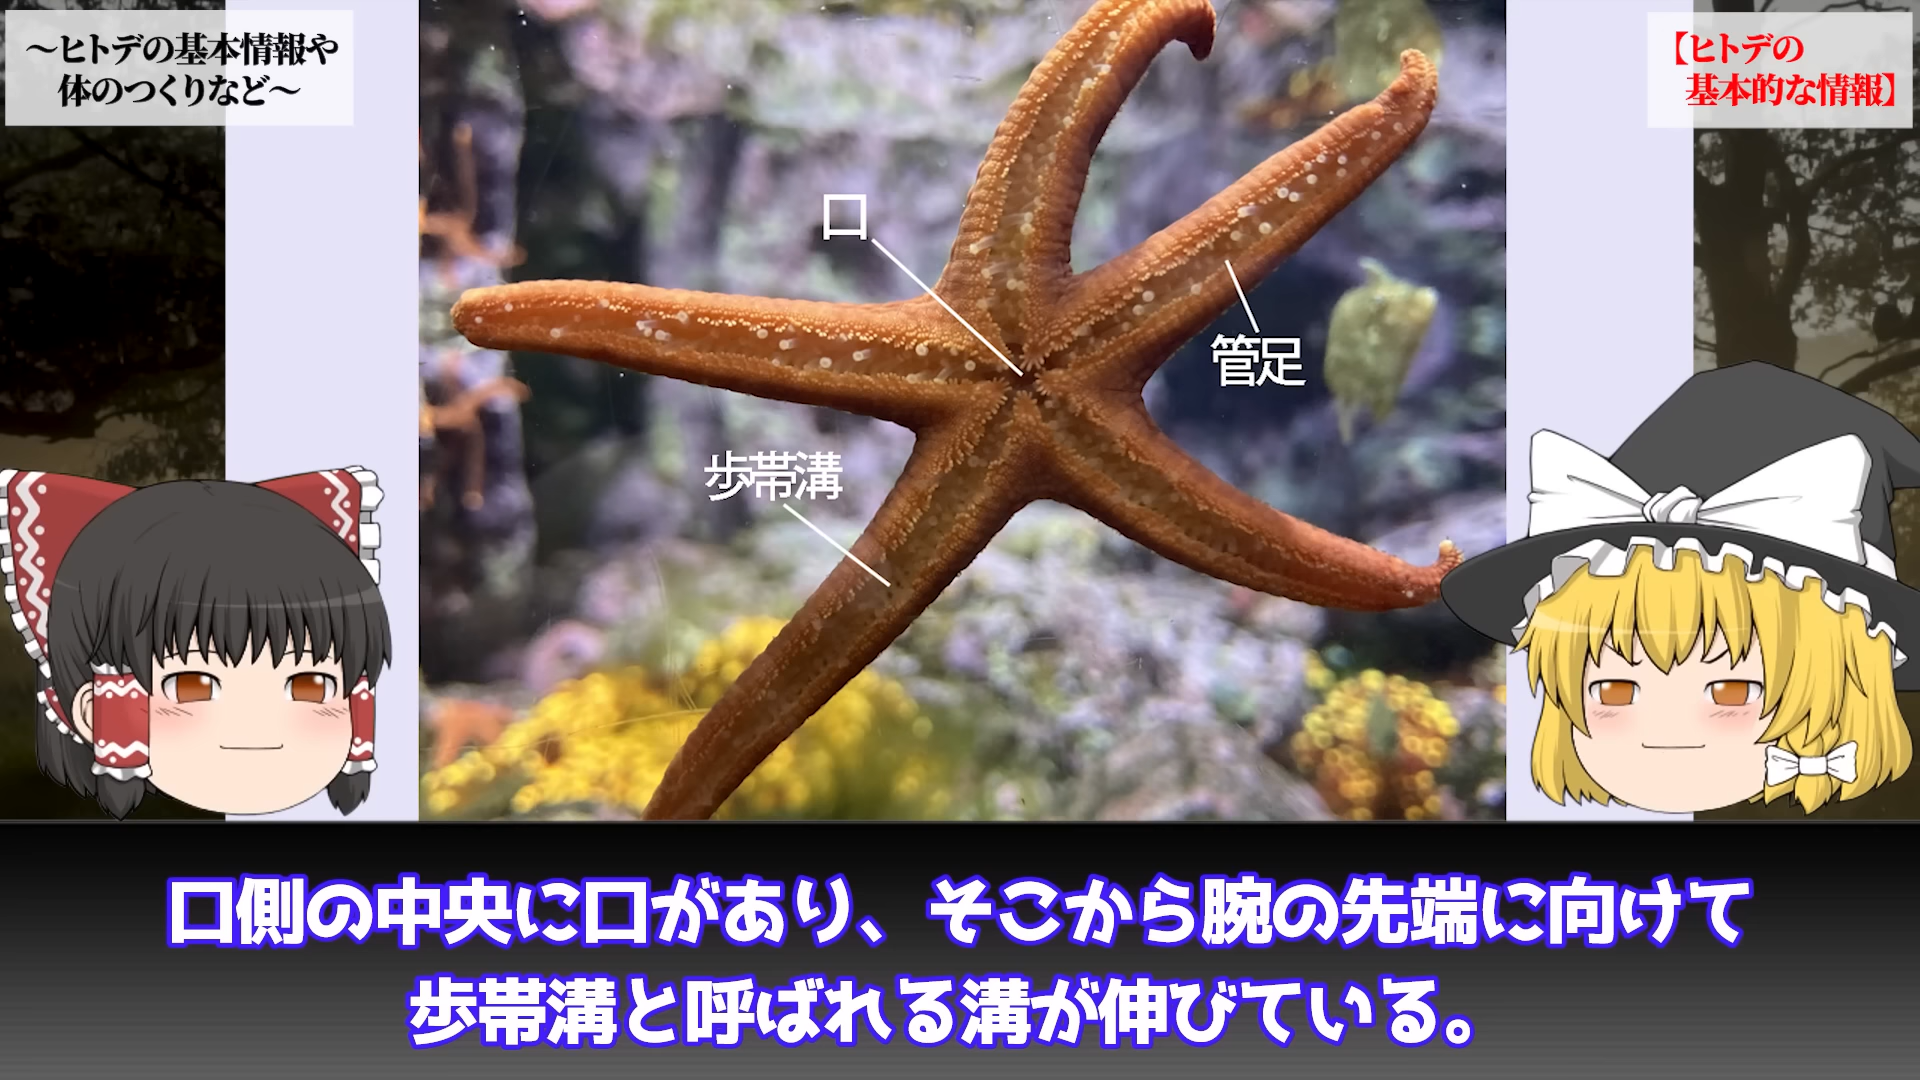 ～ヒトデの基本情報や
体のつくりなど～
【ヒトデの
基本的な情報】
口
管足
歩帯溝
口側の中央に口があり、そこから腕の先端に向けて
歩帯溝と呼ばれる溝が伸びている。